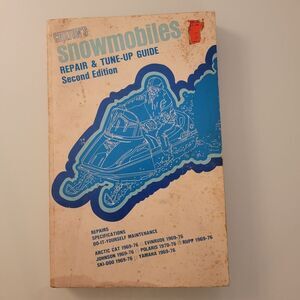 CHILTON'S
snowmobiles
REPAIR & TUNE-UP GUIDE
Second Edition
REPAIRS
SPECIFICATIONS
DO-IT-YOURSELF MAINTENANCE
ARCTIC CAT 1969-76 □ EVINRUDE 1969-76
JOHNSON 1969-76 □ POLARIS 1970-76 □ RUPP 1969-76
SKI-DOO 1969-76 □ YAMAHA 1969-76